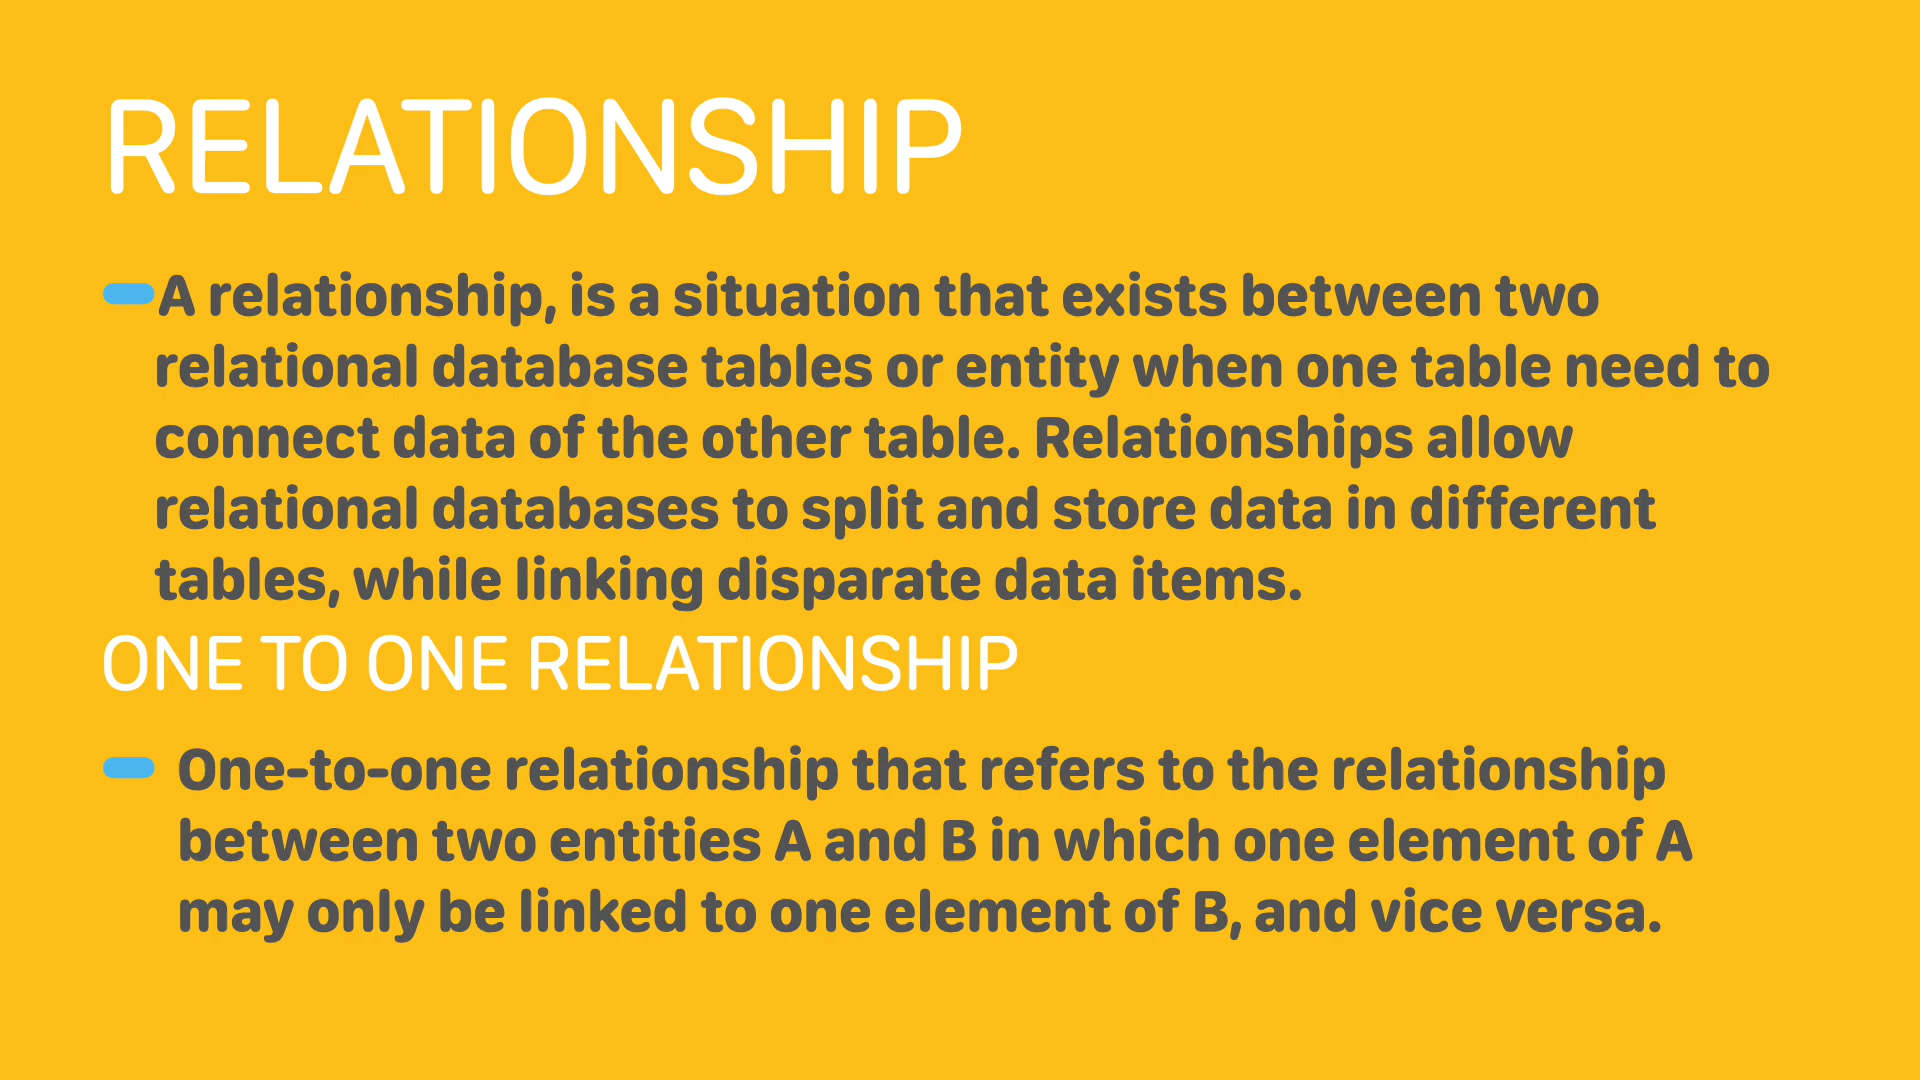 RELATIONSHIP
A relationship, is a situation that exists between two
relational database tables or entity when one table need to
connect data of the other table. Relationships allow
relational databases to split and store data in different
tables, while linking disparate data items.
ONE TO ONE RELATIONSHIP
One-to-one relationship that refers to the relationship
between two entities A and B in which one element of A
may only be linked to one element of B, and vice versa.